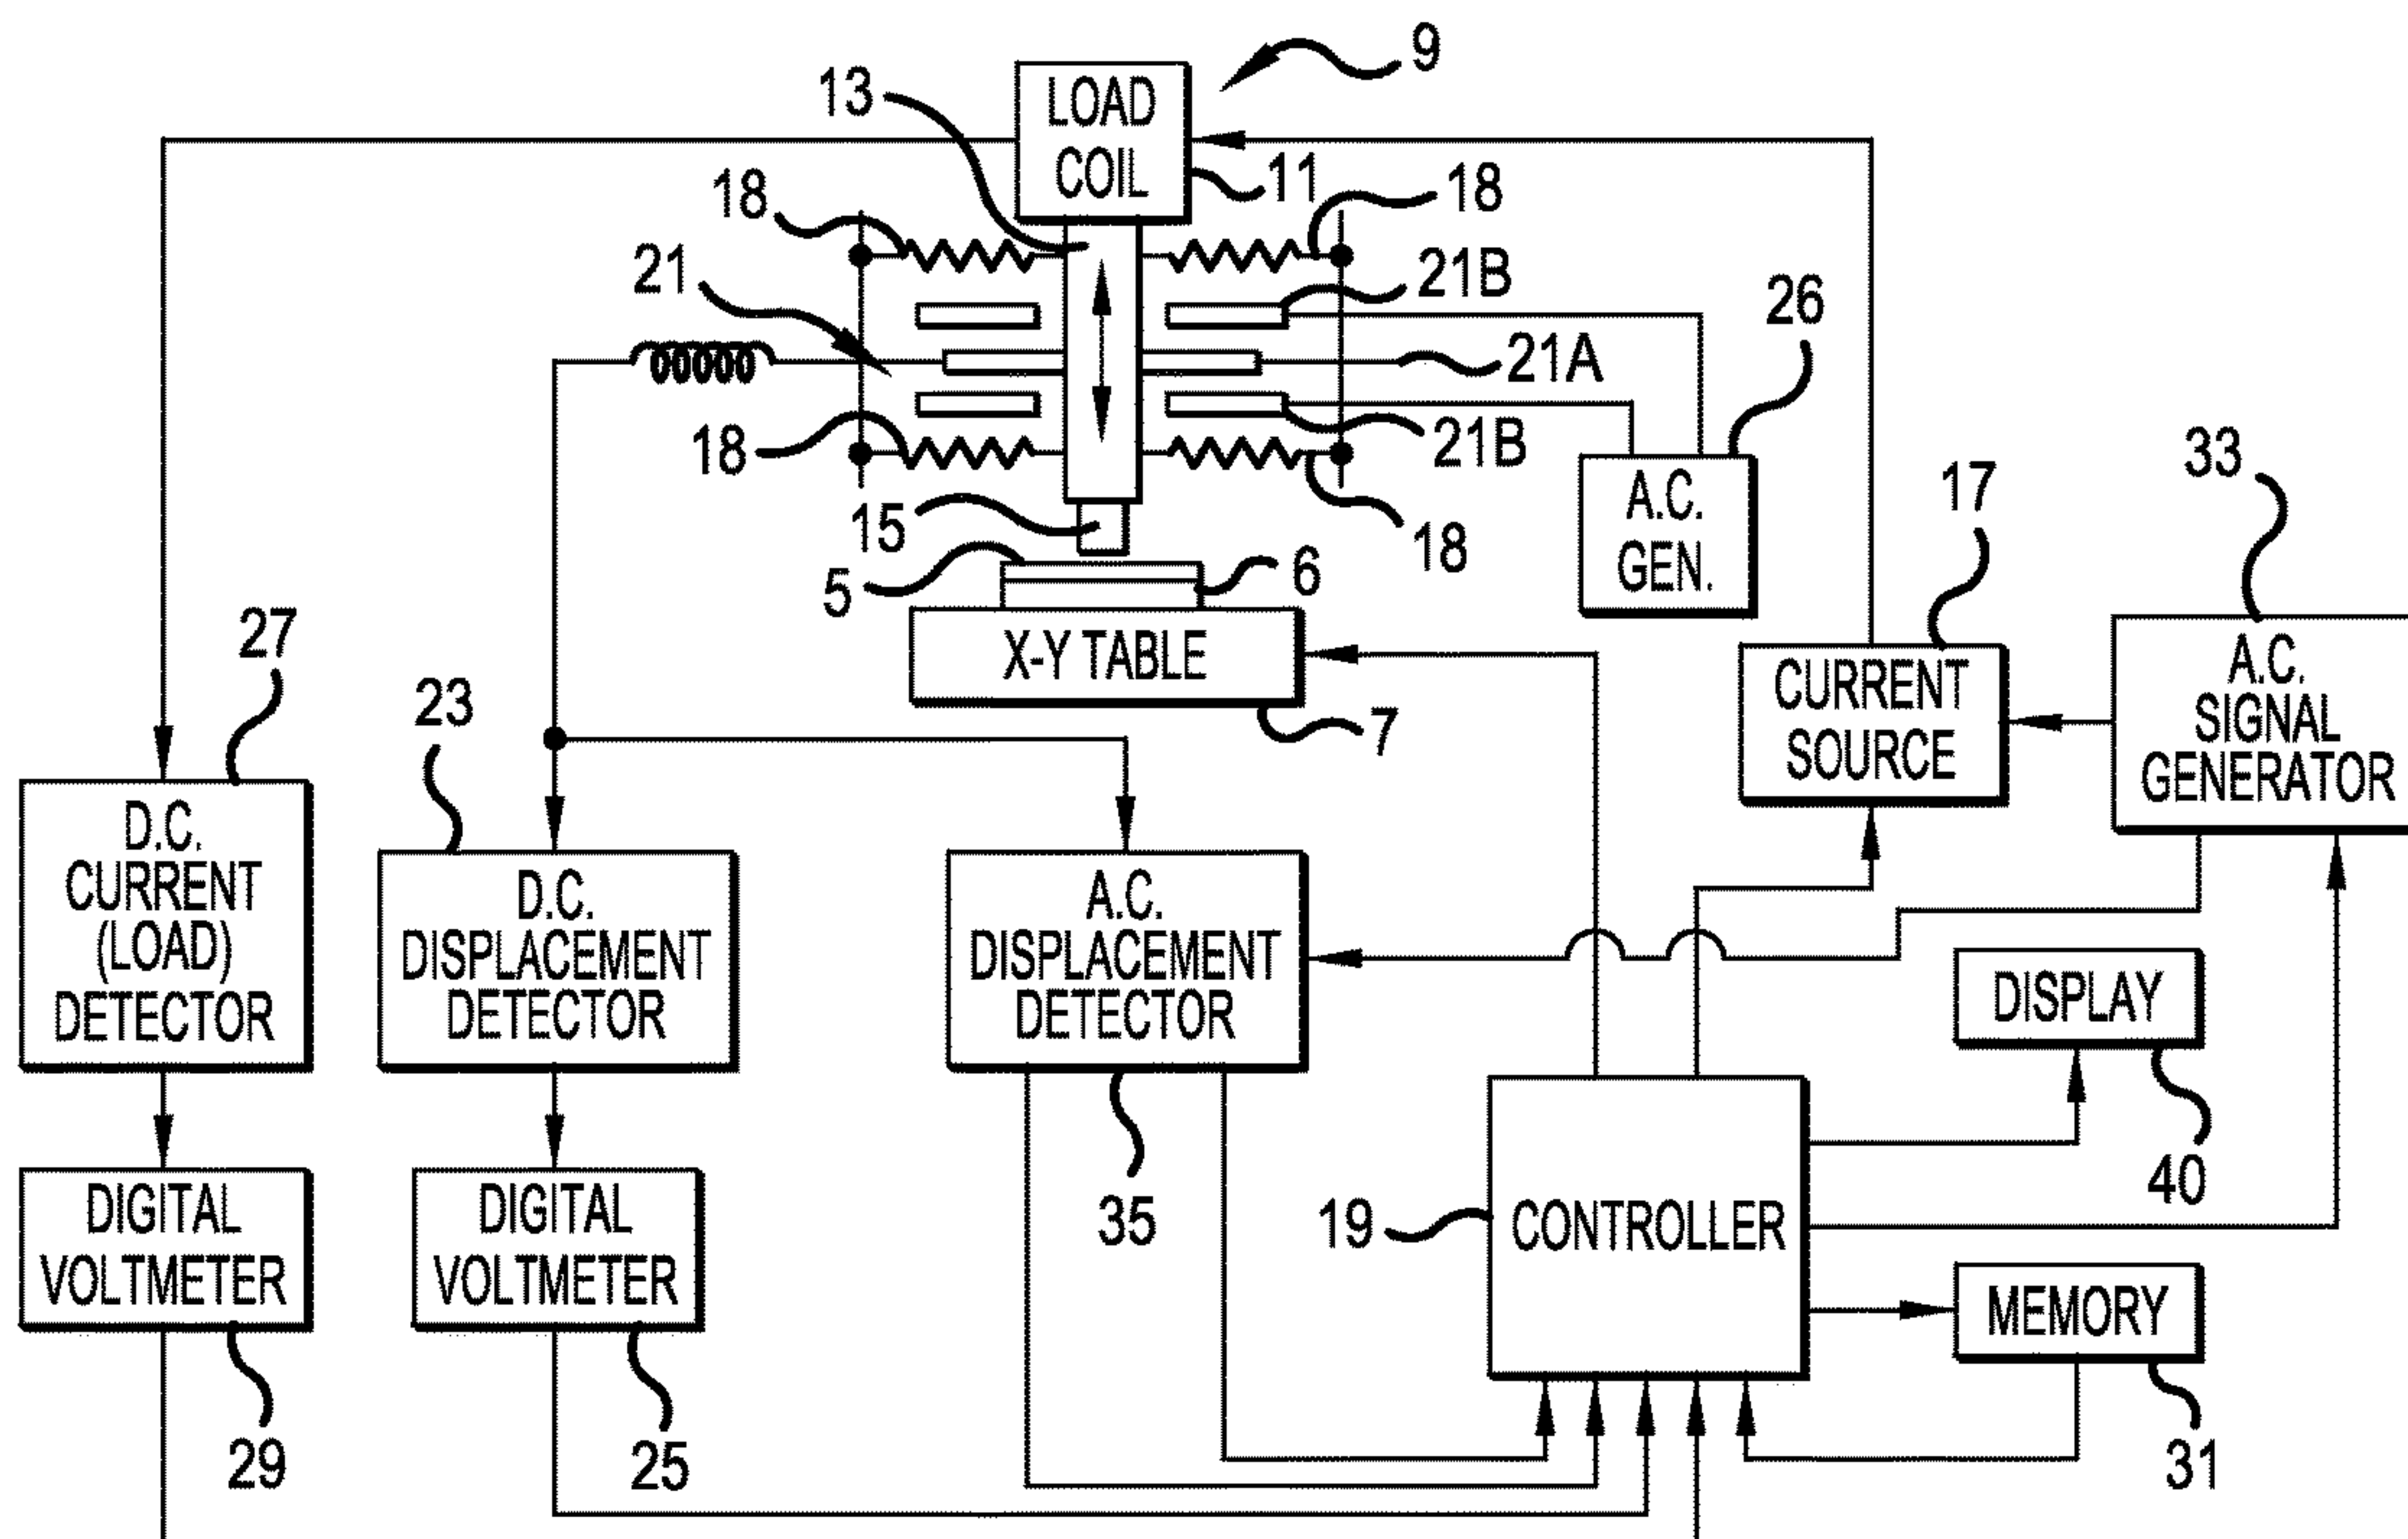 9
13
LOAD
COIL
11
18
18
21
21B
26
21A
18
21B
33
15
A.C.
GEN.
17
18
5
6
27
X-Y TABLE
A.C.
SIGNAL
GENERATOR
23
CURRENT
SOURCE
7
D.C.
CURRENT
(LOAD)
DETECTOR
D.C.
DISPLACEMENT
DETECTOR
A.C.
DISPLACEMENT
DETECTOR
DISPLAY
DIGITAL
VOLTMETER
DIGITAL
VOLTMETER
35
19
CONTROLLER
40
MEMORY
29
25
31